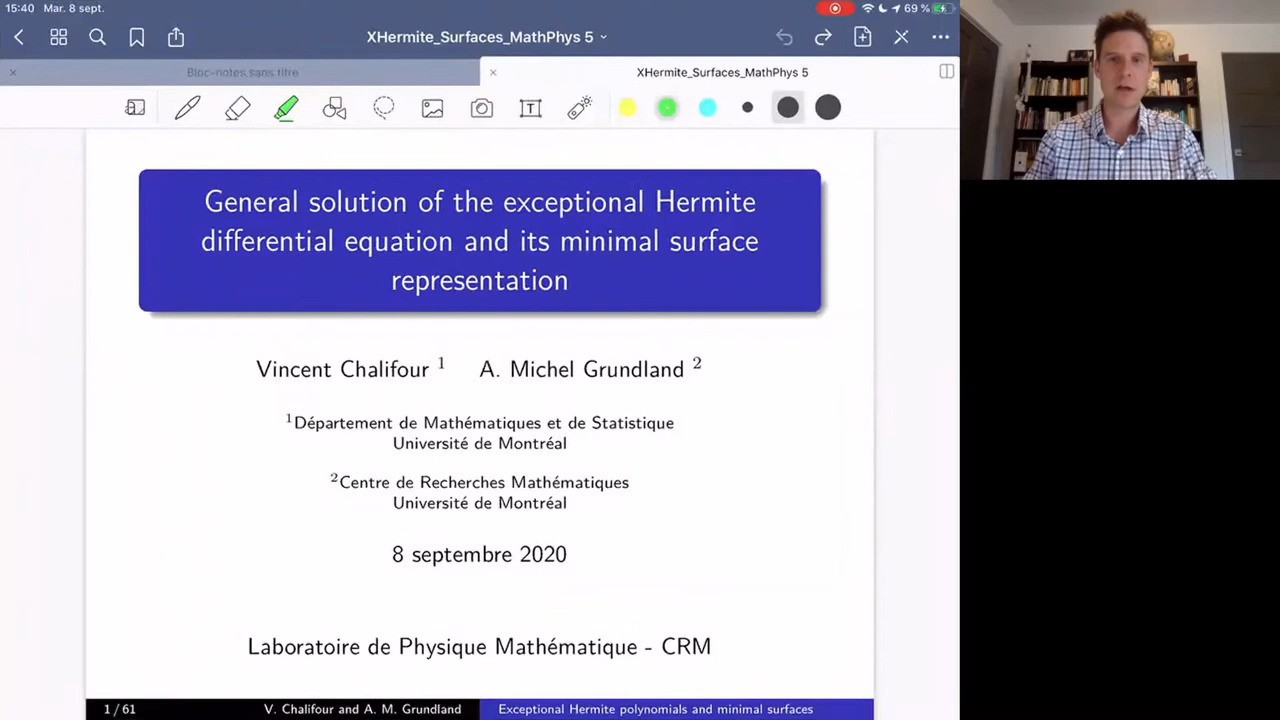 15:40 Mar. 8 sept. 69 %
XHermite_Surfaces_MathPhys 5
Bloc-notes sans titre
XHermite_Surfaces_MathPhys 5
T
General solution of the exceptional Hermite
differential equation and its minimal surface
representation
Vincent Chalifour 1 A. Michel Grundland 2
1Département de Mathématiques et de Statistique
Université de Montréal
2Centre de Recherches Mathématiques
Université de Montréal
8 septembre 2020
Laboratoire de Physique Mathématique - CRM
1 / 61 V. Chalifour and A. M. Grundland Exceptional Hermite polynomials and minimal surfaces